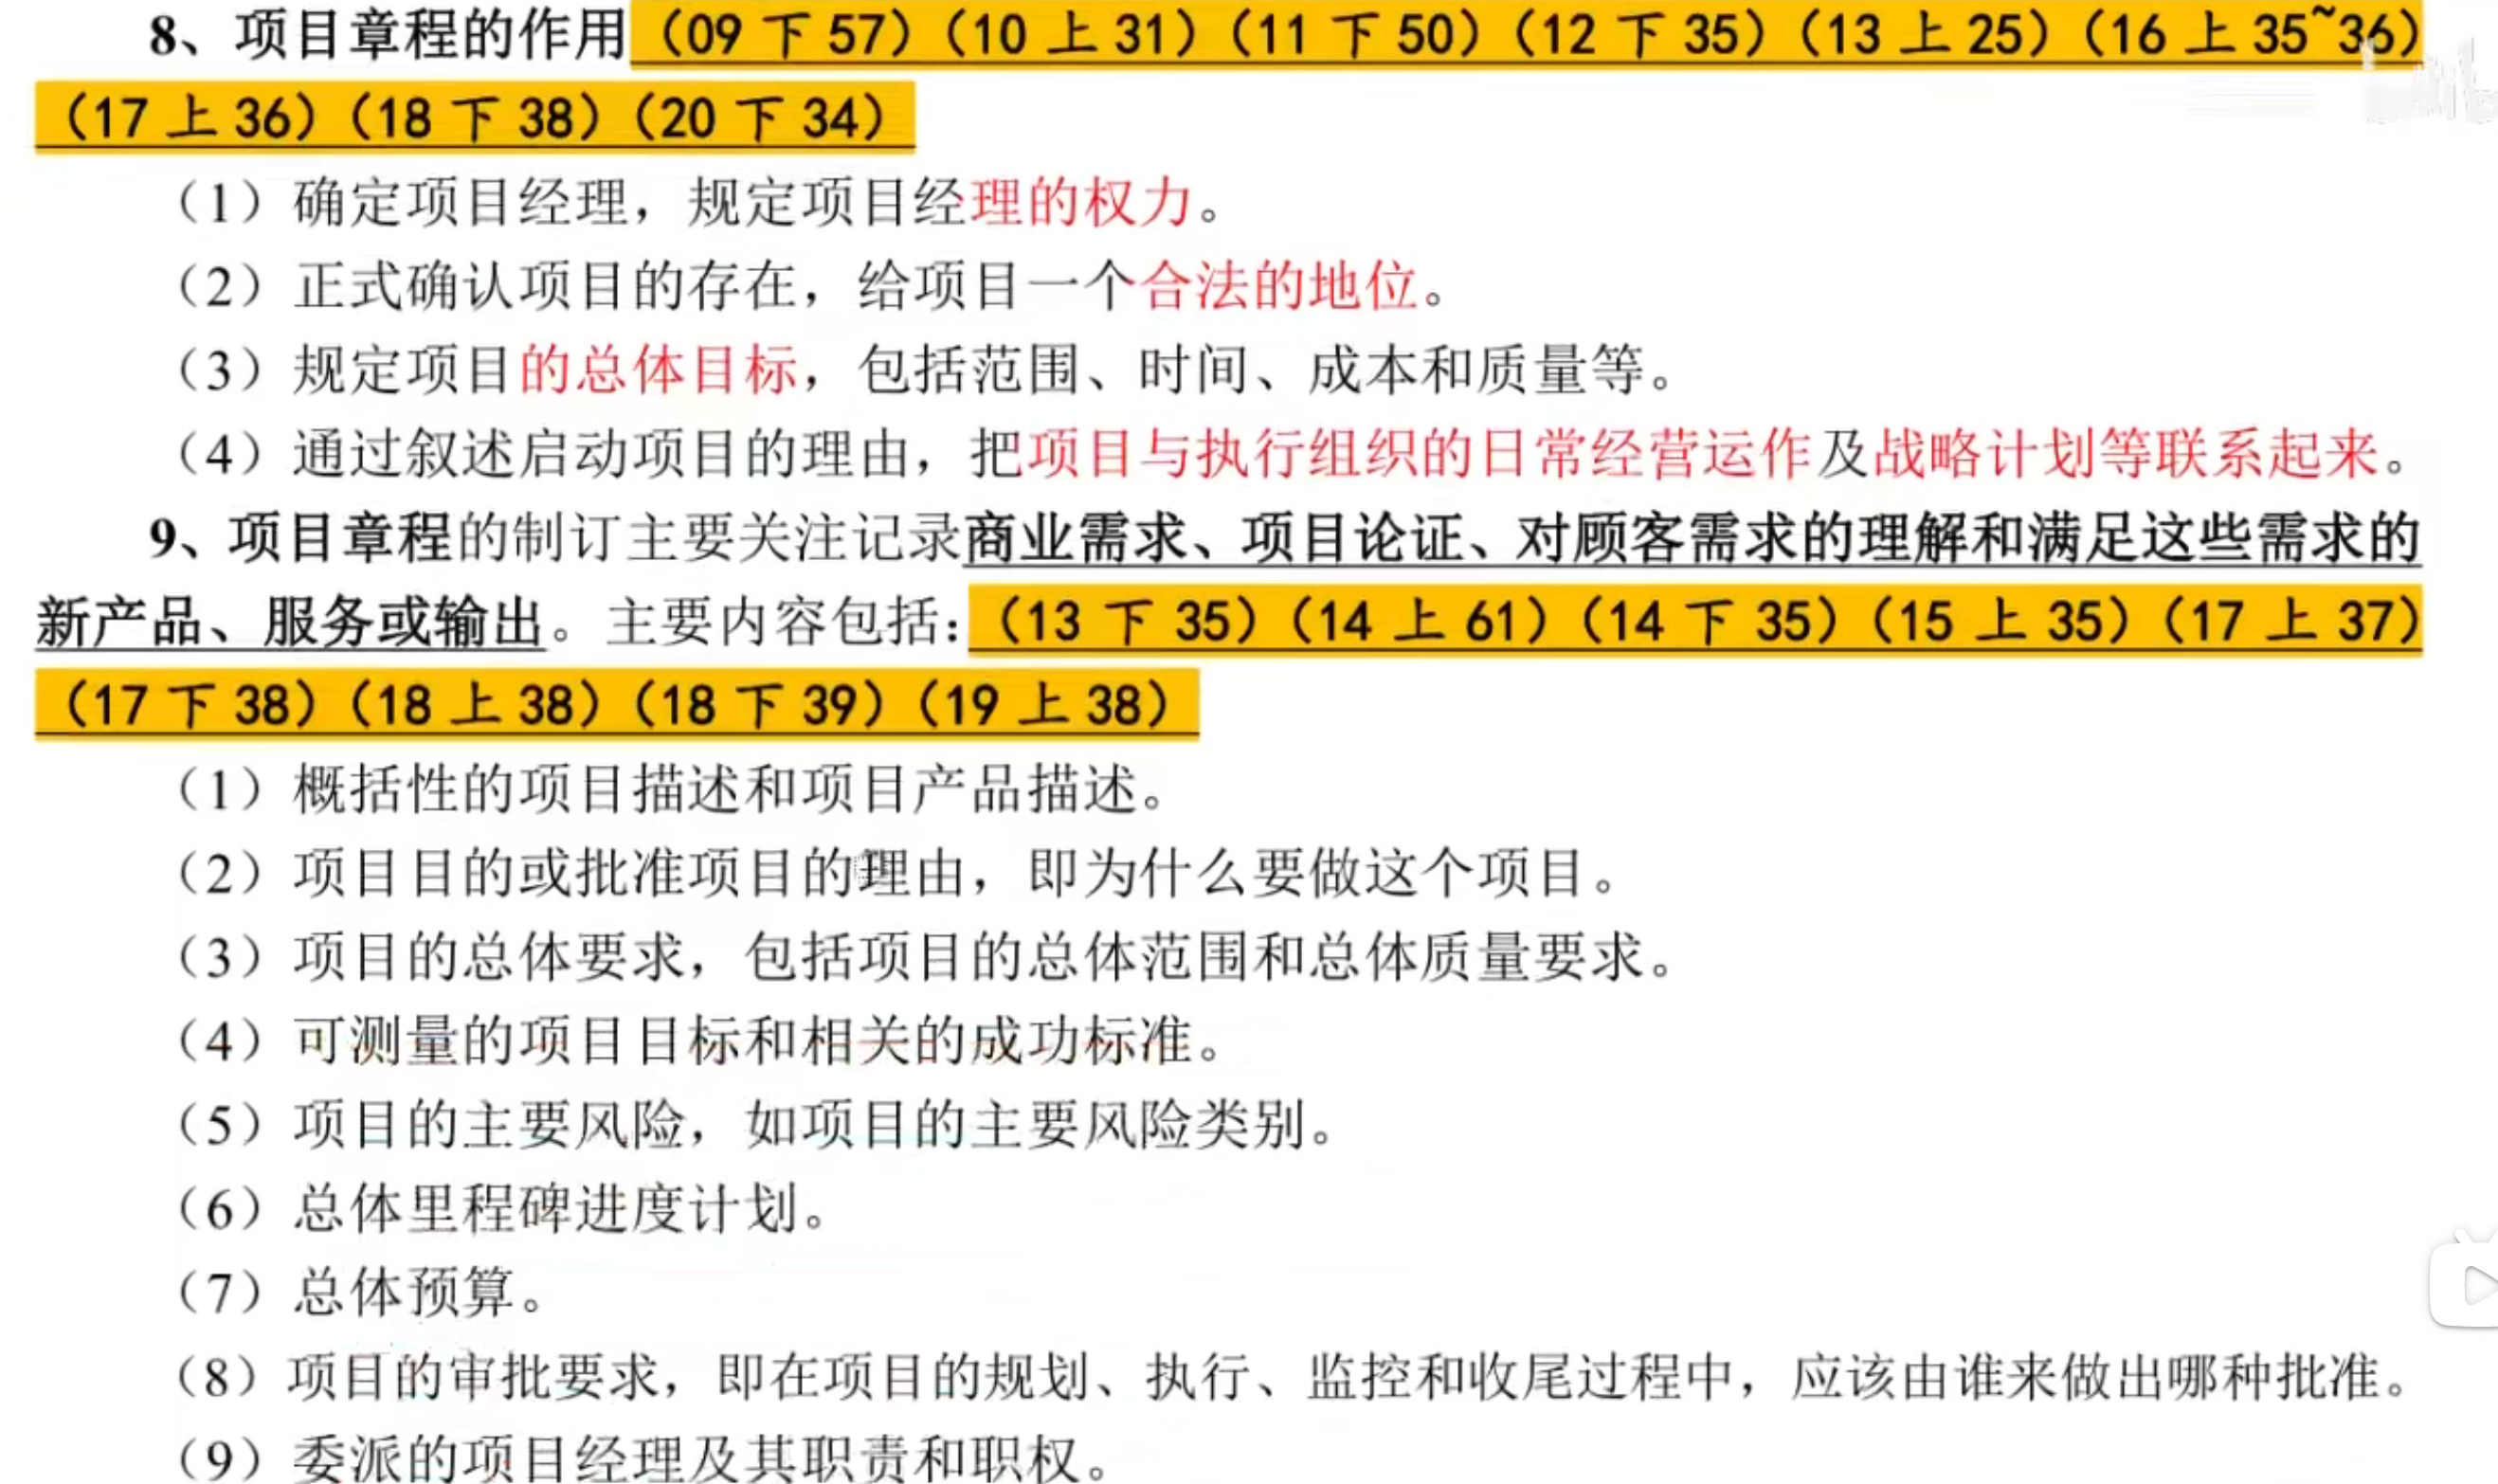 8、项目章程的作用（09 下 57）（10 上 31）（11 下 50）（12 下 35）（13 上 25）（16 上 35~36）
（17 上 36）（18 下 38）（20 下 34）
（1）确定项目经理，规定项目经理的权力。
（2）正式确认项目的存在，给项目一个合法的地位。
（3）规定项目的总体目标，包括范围、时间、成本和质量等。
（4）通过叙述启动项目的理由，把项目与执行组织的日常经营运作及战略计划等联系起来。
9、项目章程的制订主要关注记录商业需求、项目论证、对顾客需求的理解和满足这些需求的
新产品、服务或输出。主要内容包括：（13 下 35）（14 上 61）（14 下 35）（15 上 35）（17 上 37）
（17 下 38）（18 上 38）（18 下 39）（19 上 38）
（1）概括性的项目描述和项目产品描述。
（2）项目目的或批准项目的理由，即为什么要做这个项目。
（3）项目的总体要求，包括项目的总体范围和总体质量要求。
（4）可测量的项目目标和相关的成功标准。
（5）项目的主要风险，如项目的主要风险类别。
（6）总体里程碑进度计划。
（7）总体预算。
（8）项目的审批要求，即在项目的规划、执行、监控和收尾过程中，应该由谁来做出哪种批准。
（9）委派的项目经理及其职责和职权。